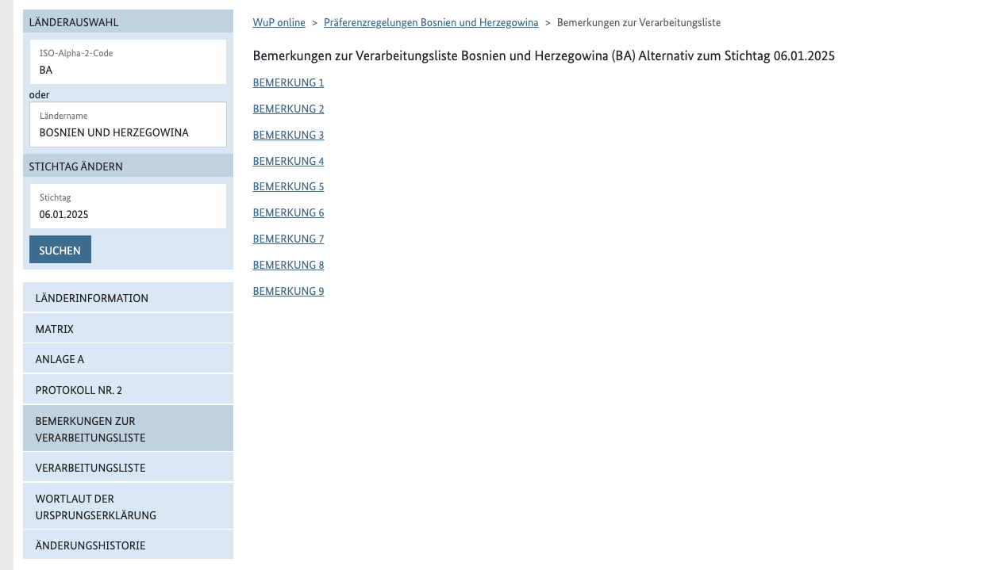 LÄNDERAUSWAHL
ISO-Alpha-2-Code
BA
oder
Ländername
BOSNIEN UND HERZEGOWINA
STICHTAG ÄNDERN
Stichtag
06.01.2025
SUCHEN
LÄNDERINFORMATION
MATRIX
ANLAGE A
PROTOKOLL NR. 2
BEMERKUNGEN ZUR
VERARBEITUNGSLISTE
VERARBEITUNGSLISTE
WORTLAUT DER
URSPRUNGSERKLÄRUNG
ÄNDERUNGSHISTORIE
WuP online > Präferenzregelungen Bosnien und Herzegowina > Bemerkungen zur Verarbeitungsliste
Bemerkungen zur Verarbeitungsliste Bosnien und Herzegowina (BA) Alternativ zum Stichtag 06.01.2025
BEMERKUNG 1
BEMERKUNG 2
BEMERKUNG 3
BEMERKUNG 4
BEMERKUNG 5
BEMERKUNG 6
BEMERKUNG 7
BEMERKUNG 8
BEMERKUNG 9